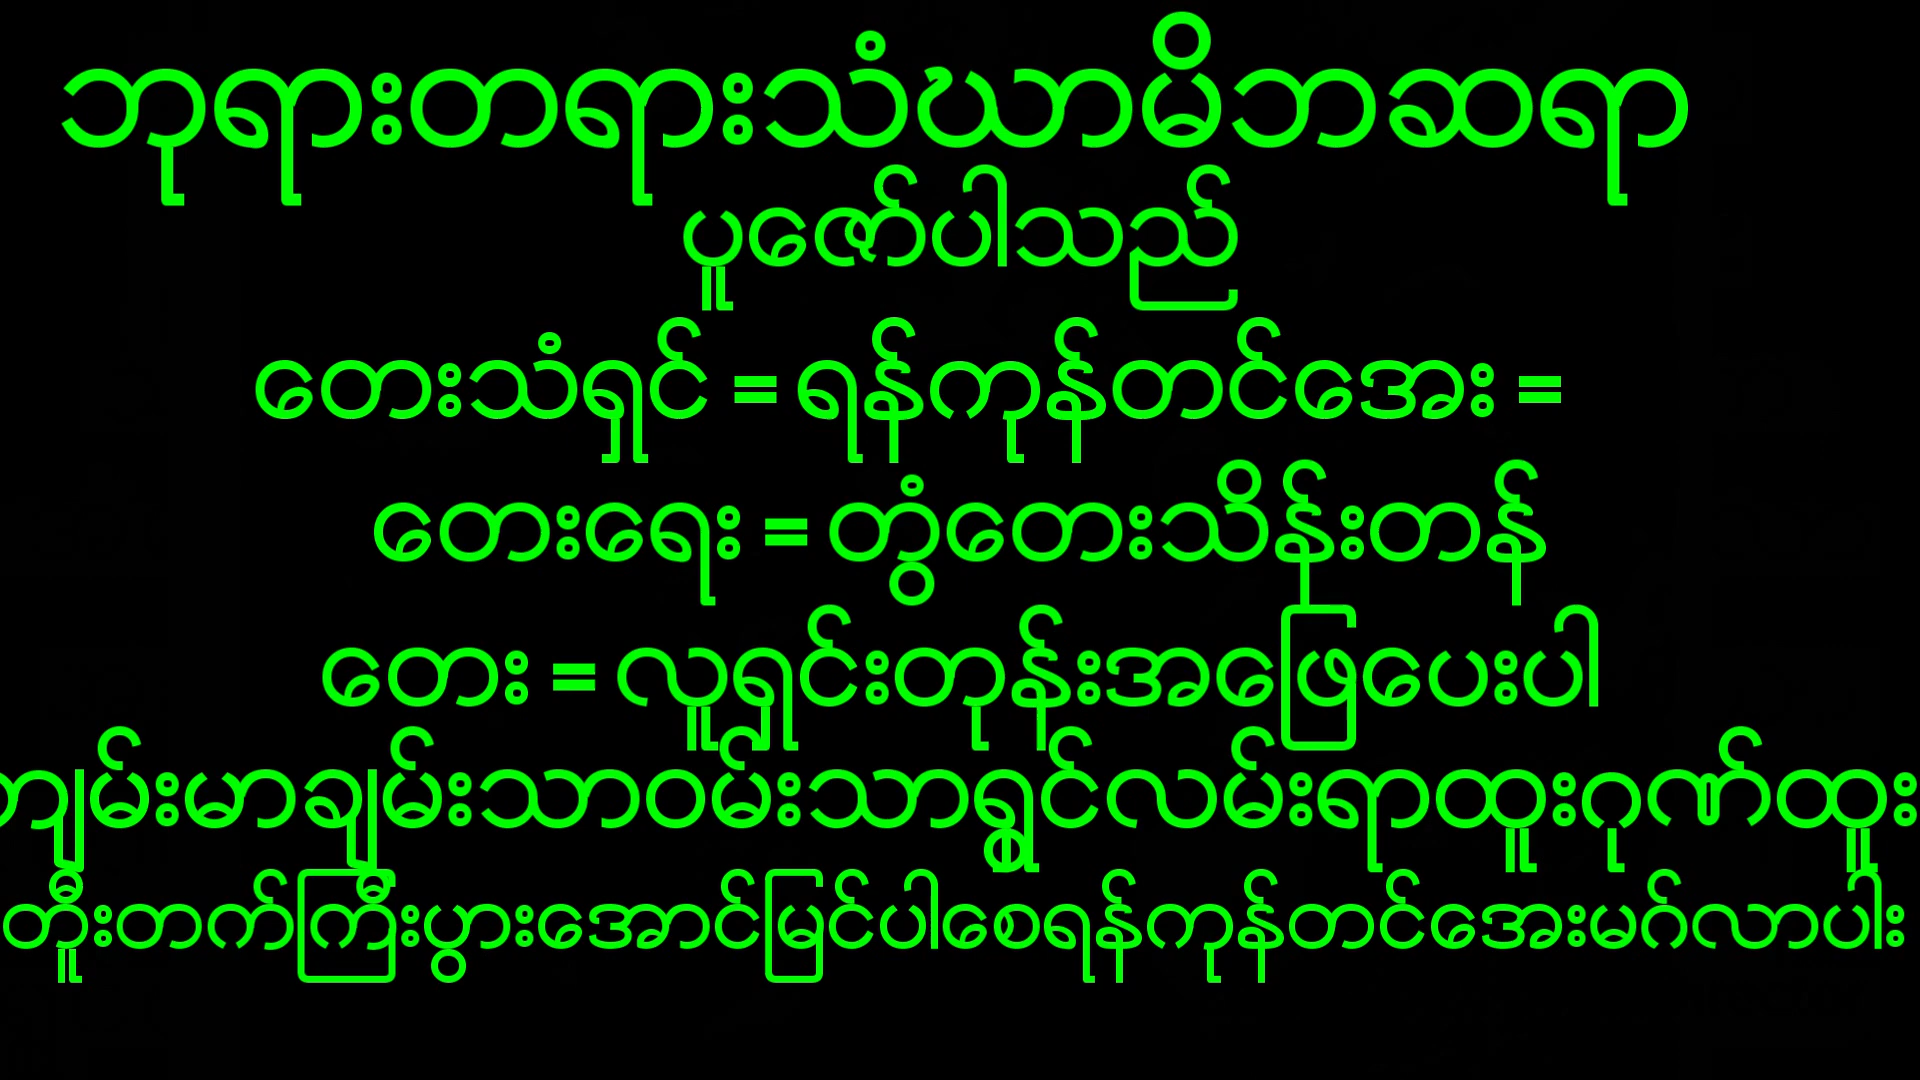 ဘုရားတရားသံဃာမိဘဆရာ
ပူဇော်ပါသည်
တေးသံရှင် = ရန်ကုန်တင်အေး =
တေးရေး = တွံတေးသိန်းတန်
တေး = လူရှင်းတုန်းအဖြေပေးပါ
ကျမ်းမာချမ်းသာဝမ်းသာရွှင်လမ်းရာထူးဂုဏ်ထူး
တူီးတက်ကြီးပွားအောင်မြင်ပါစေရန်ကုန်တင်အေးမင်္ဂလာပါး